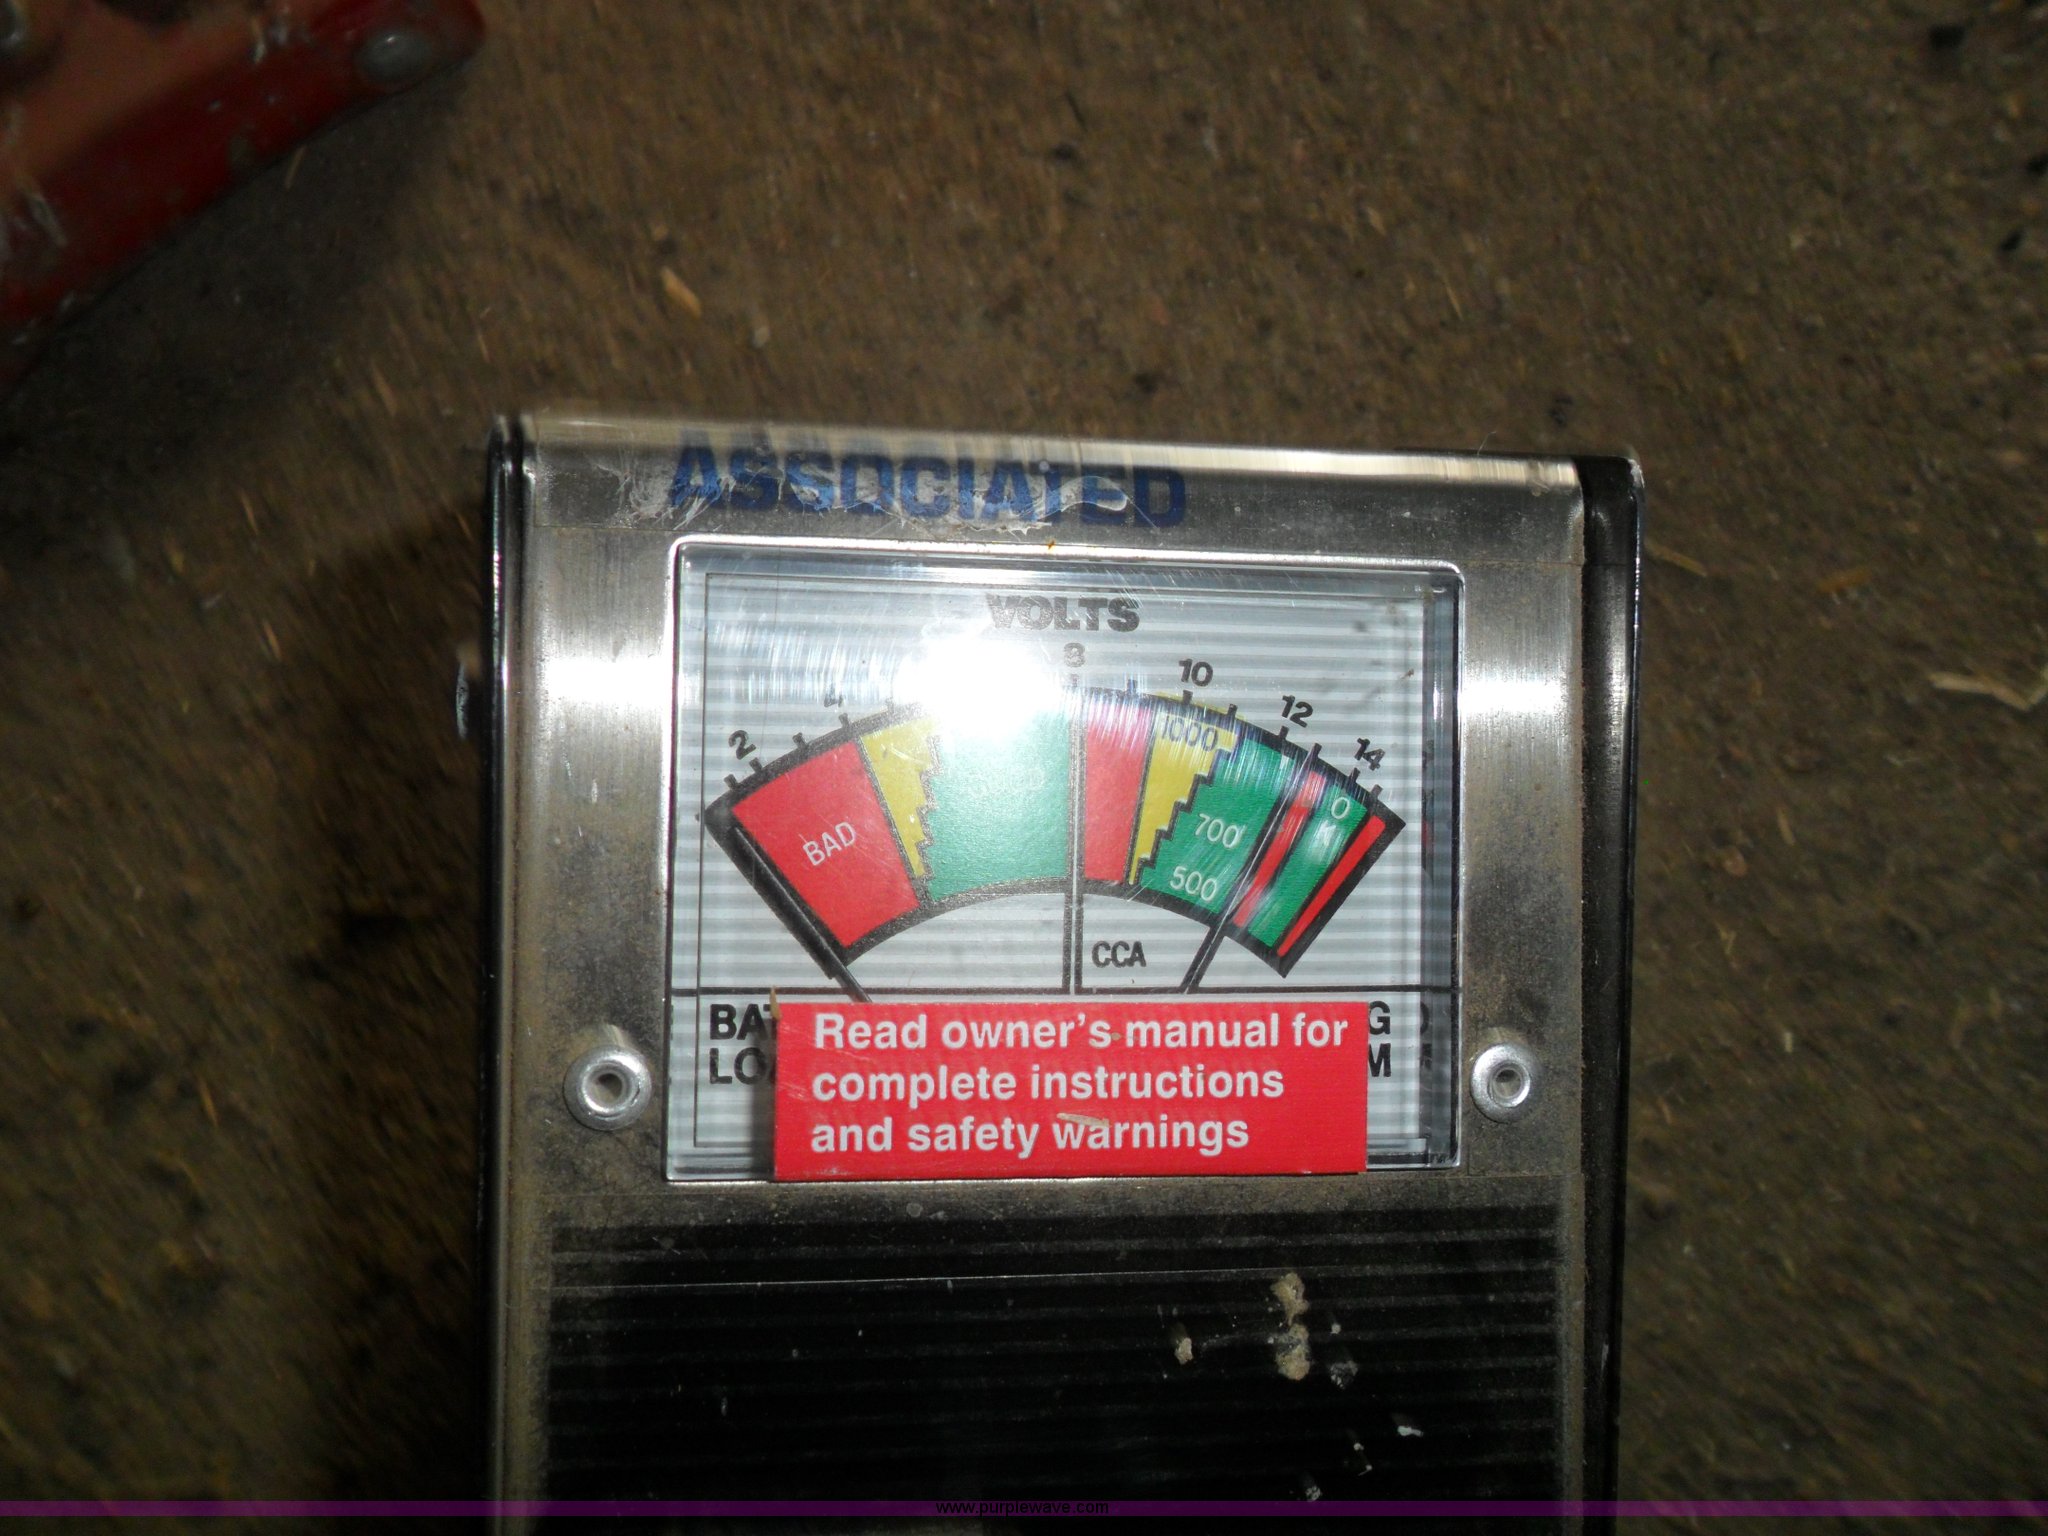 ASSOCIATED
VOLTS
2 4 8 10 12 14
BAD
1000
700
500
O
K
CCA
Read owner's manual for
complete instructions
and safety warnings
www.purplewave.com